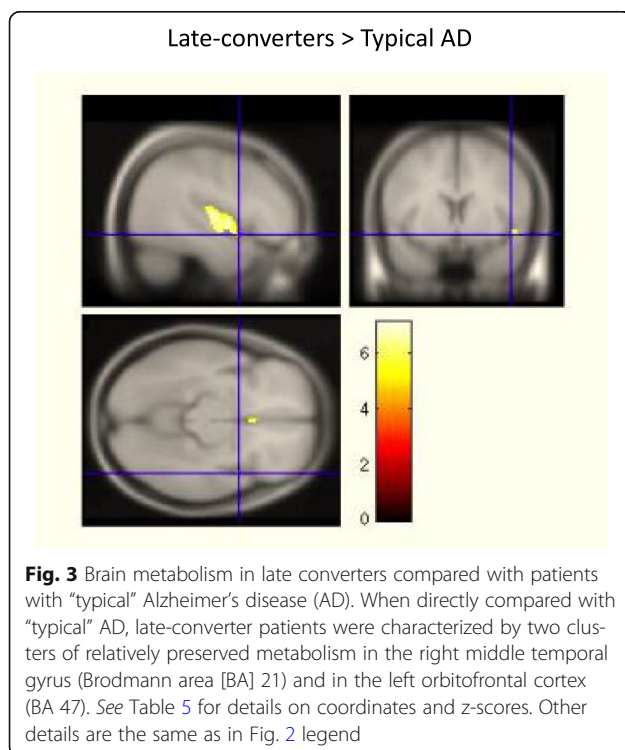 Late-converters > Typical AD
6
4
2
0
Fig. 3 Brain metabolism in late converters compared with patients
with “typical” Alzheimer’s disease (AD). When directly compared with
“typical” AD, late-converter patients were characterized by two clus-
ters of relatively preserved metabolism in the right middle temporal
gyrus (Brodmann area [BA] 21) and in the left orbitofrontal cortex
(BA 47). See Table 5 for details on coordinates and z-scores. Other
details are the same as in Fig. 2 legend